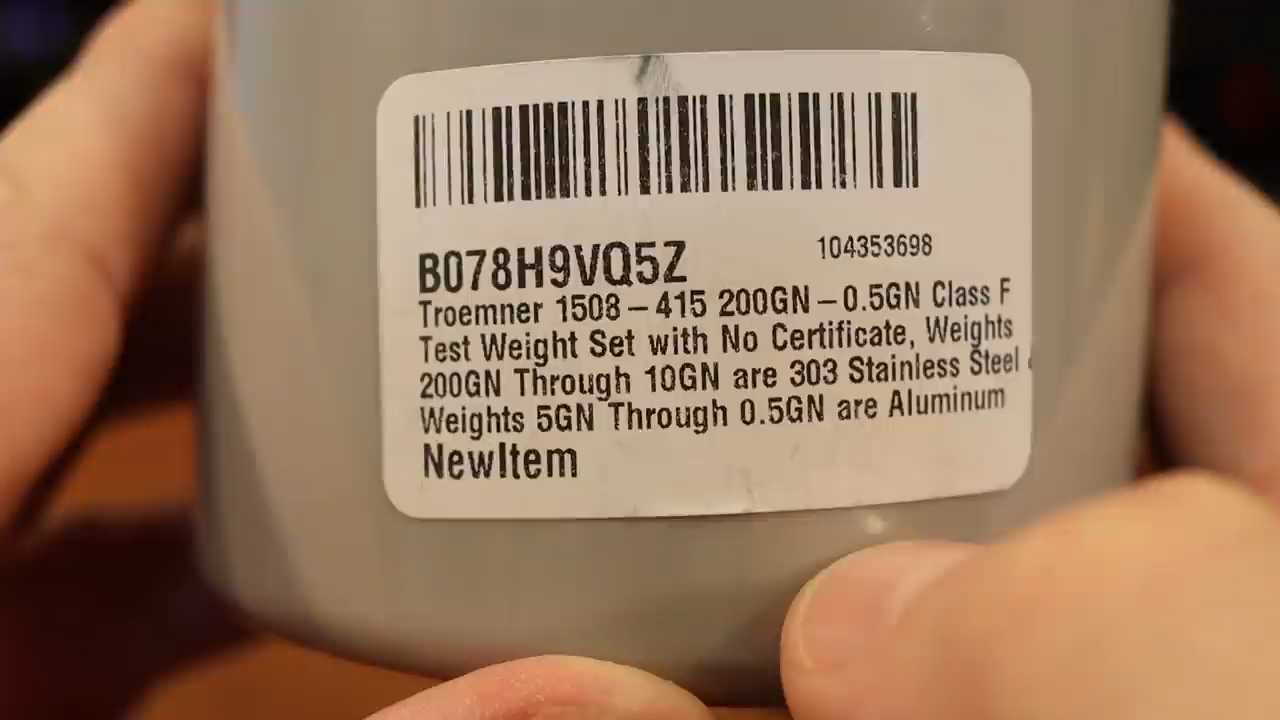 B078H9VQ5Z 104353698
Troemner 1508 – 415 200GN – 0.5GN Class F
Test Weight Set with No Certificate, Weights
200GN Through 10GN are 303 Stainless Steel
Weights 5GN Through 0.5GN are Aluminum
NewItem